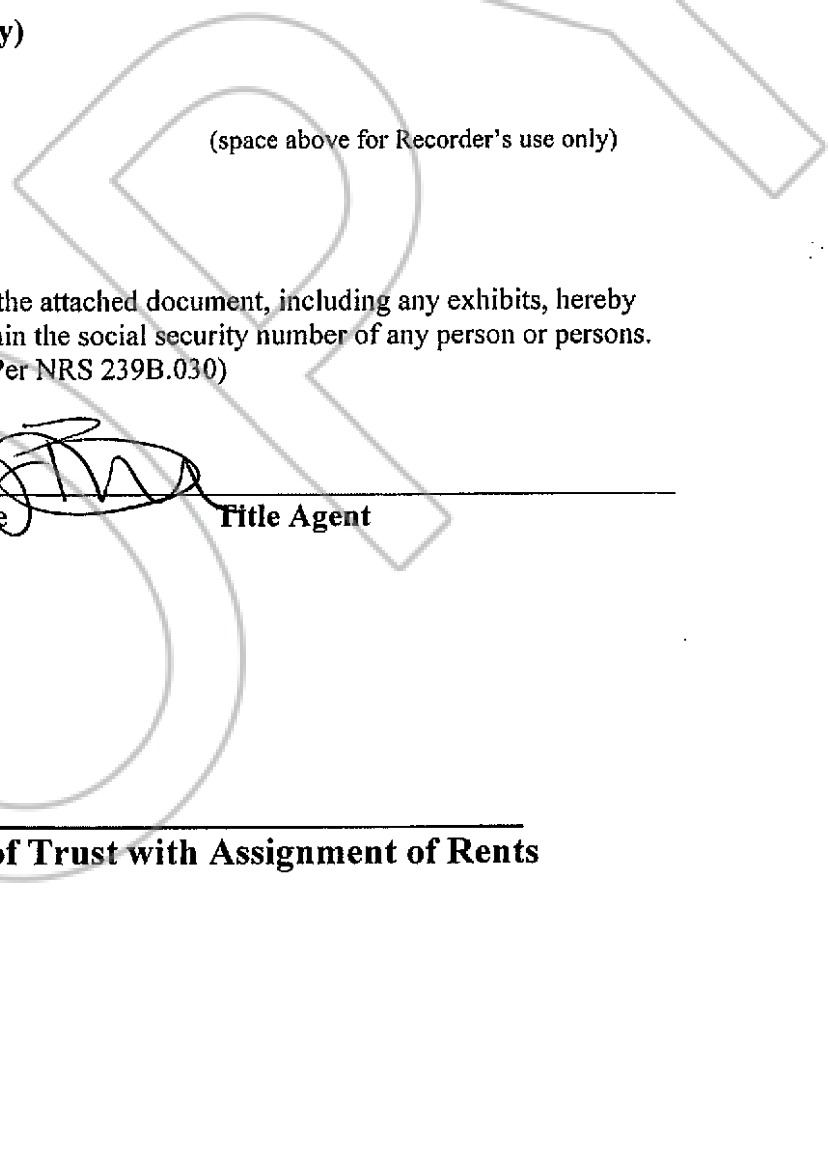 y)
(space above for Recorder's use only)
the attached document, including any exhibits, hereby
ain the social security number of any person or persons.
Per NRS 239B.030)
e Title Agent
of Trust with Assignment of Rents